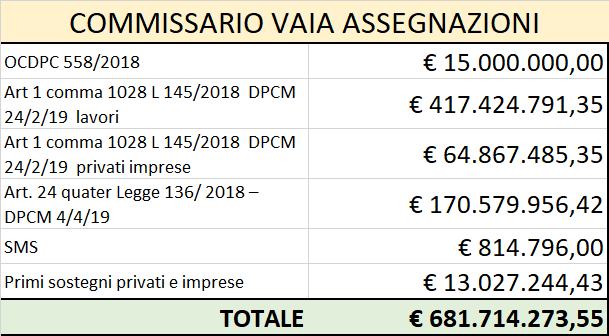 COMMISSARIO VAIA ASSEGNAZIONI
OCDPC 558/2018 € 15.000.000,00
Art 1 comma 1028 L 145/2018 DPCM
24/2/19 lavori € 417.424.791,35
Art 1 comma 1028 L 145/2018 DPCM
24/2/19 privati imprese € 64.867.485,35
Art. 24 quater Legge 136/ 2018 –
DPCM 4/4/19 € 170.579.956,42
SMS € 814.796,00
Primi sostegni privati e imprese € 13.027.244,43
TOTALE € 681.714.273,55